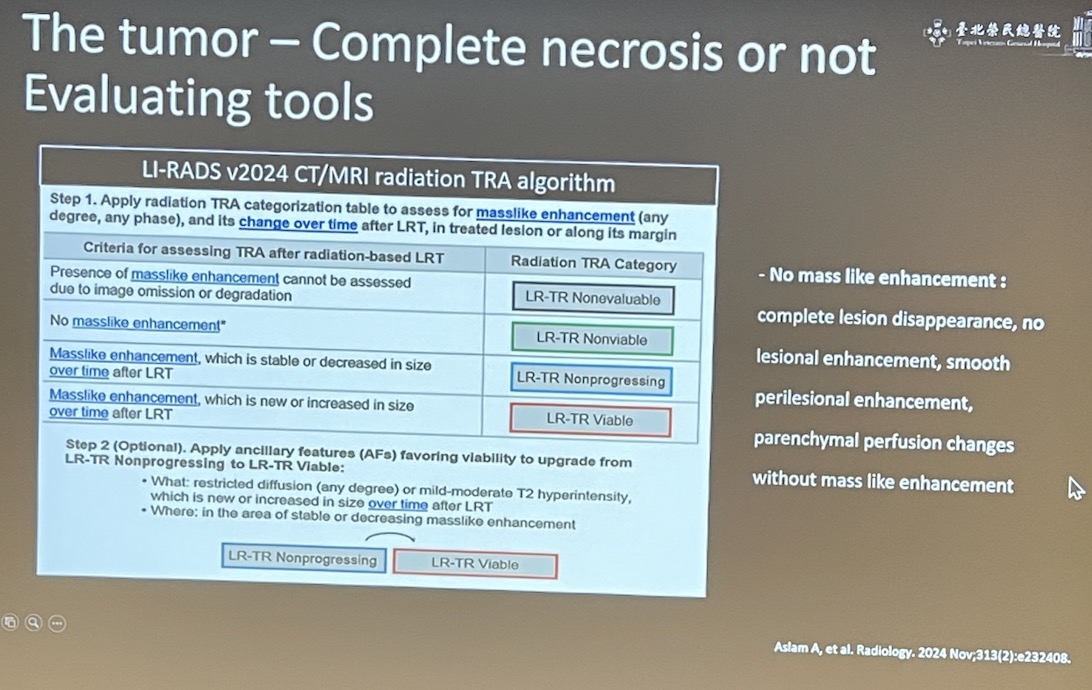 The tumor – Complete necrosis or not
Evaluating tools
臺北榮民總醫院
Taipei Veterans General Hospital
LI-RADS v2024 CT/MRI radiation TRA algorithm
Step 1. Apply radiation TRA categorization table to assess for masslike enhancement (any
degree, any phase), and its change over time after LRT, in treated lesion or along its margin
Criteria for assessing TRA after radiation-based LRT
Radiation TRA Category
Presence of masslike enhancement cannot be assessed
due to image omission or degradation
LR-TR Nonevaluable
No masslike enhancement*
LR-TR Nonviable
Masslike enhancement, which is stable or decreased in size
over time after LRT
LR-TR Nonprogressing
Masslike enhancement, which is new or increased in size
over time after LRT
LR-TR Viable
Step 2 (Optional). Apply ancillary features (AFs) favoring viability to upgrade from
LR-TR Nonprogressing to LR-TR Viable:
• What: restricted diffusion (any degree) or mild-moderate T2 hyperintensity,
which is new or increased in size over time after LRT
• Where: in the area of stable or decreasing masslike enhancement
LR-TR Nonprogressing
LR-TR Viable
- No mass like enhancement :
complete lesion disappearance, no
lesional enhancement, smooth
perilesional enhancement,
parenchymal perfusion changes
without mass like enhancement
Aslam A, et al. Radiology. 2024 Nov;313(2):e232408.